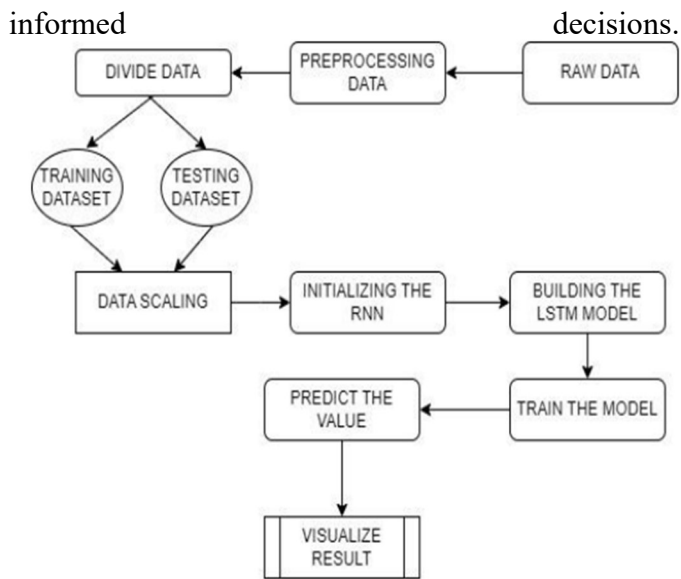 informed decisions.
RAW DATA
PREPROCESSING
DATA
DIVIDE DATA
TRAINING
DATASET
TESTING
DATASET
DATA SCALING
INITIALIZING THE
RNN
BUILDING THE
LSTM MODEL
TRAIN THE MODEL
PREDICT THE
VALUE
VISUALIZE
RESULT